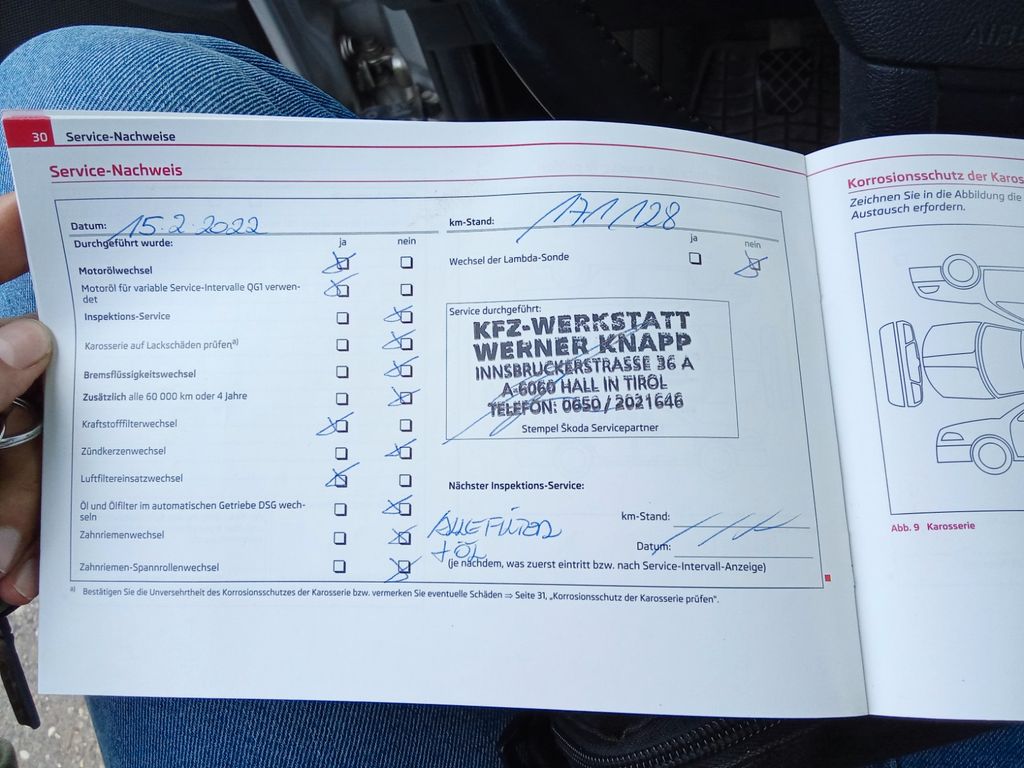 30 Service-Nachweise
Service-Nachweis
Datum: 15.2.2022
km-Stand: 171128
Durchgeführt wurde: ja nein
Motorölwechsel
Motoröl für variable Service-Intervalle QG1 verwen-
det
Inspektions-Service
Karosserie auf Lackschäden prüfen a)
Bremsflüssigkeitswechsel
Zusätzlich alle 60 000 km oder 4 Jahre
Kraftstofffilterwechsel
Zündkerzenwechsel
Luftfiltereinsatzwechsel
Öl und Ölfilter im automatischen Getriebe DSG wech-
seln
Zahnriemenwechsel
Zahnriemen-Spannrollenwechsel
ja nein
Wechsel der Lambda-Sonde
Service durchgeführt:
KFZ-WERKSTATT
WERNER KNAPP
INNSBRUCKERSTRASSE 36 A
A-6060 HALL IN TIROL
TELEFON: 0650 / 2021646
Stempel Škoda Servicepartner
Nächster Inspektions-Service:
km-Stand:
ALLE FILTER
+ ÖL
Datum:
(je nachdem, was zuerst eintritt bzw. nach Service-Intervall-Anzeige)
a) Bestätigen Sie die Unversehrtheit des Korrosionsschutzes der Karosserie bzw. vermerken Sie eventuelle Schäden ⇒ Seite 31, „Korrosionsschutz der Karosserie prüfen“.
Korrosionsschutz der Karos
Zeichnen Sie in die Abbildung die
Austausch erfordern.
Abb. 9 Karosserie